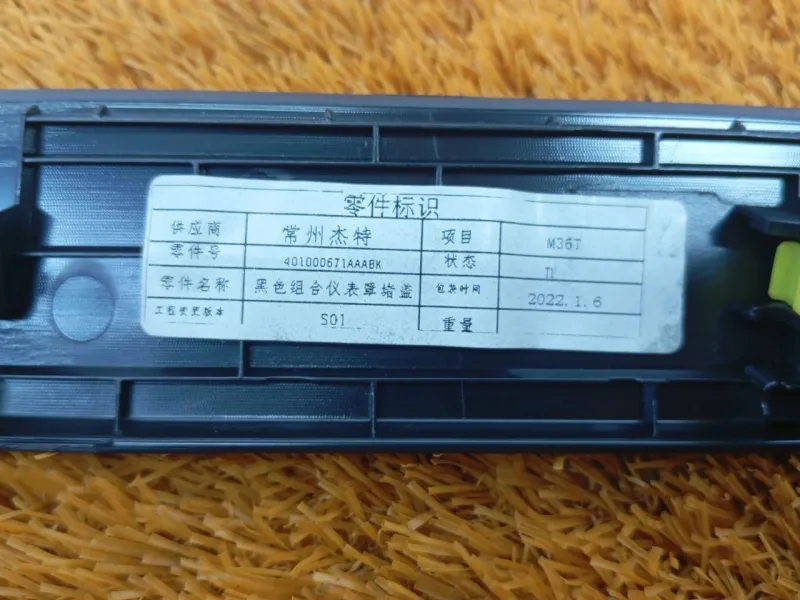 零件标识
供应商 常州杰特 项目 M36T
零件号 401000671AAABK 状态 T1
零件名称 黑色组合仪表罩堵盖 包装时间 2022.1.6
工程变更版本 S01 重量